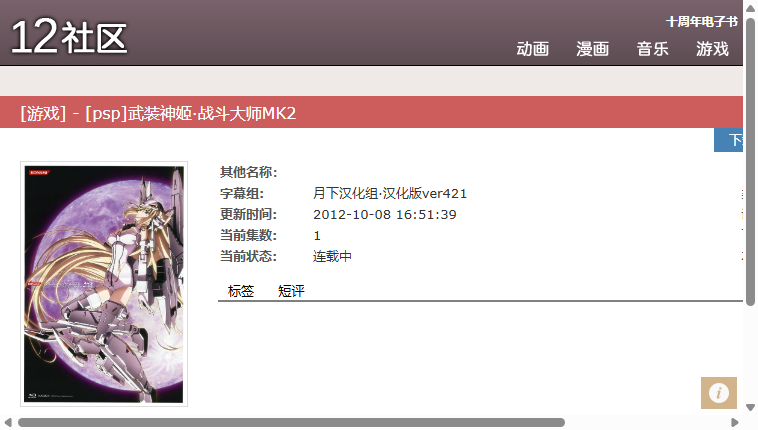 12社区
十周年电子书
动画 漫画 音乐 游戏
[游戏] - [psp]武装神姬·战斗大师MK2
其他名称:
字幕组: 月下汉化组·汉化版ver421
更新时间: 2012-10-08 16:51:39
当前集数: 1
当前状态: 连载中
标签 短评